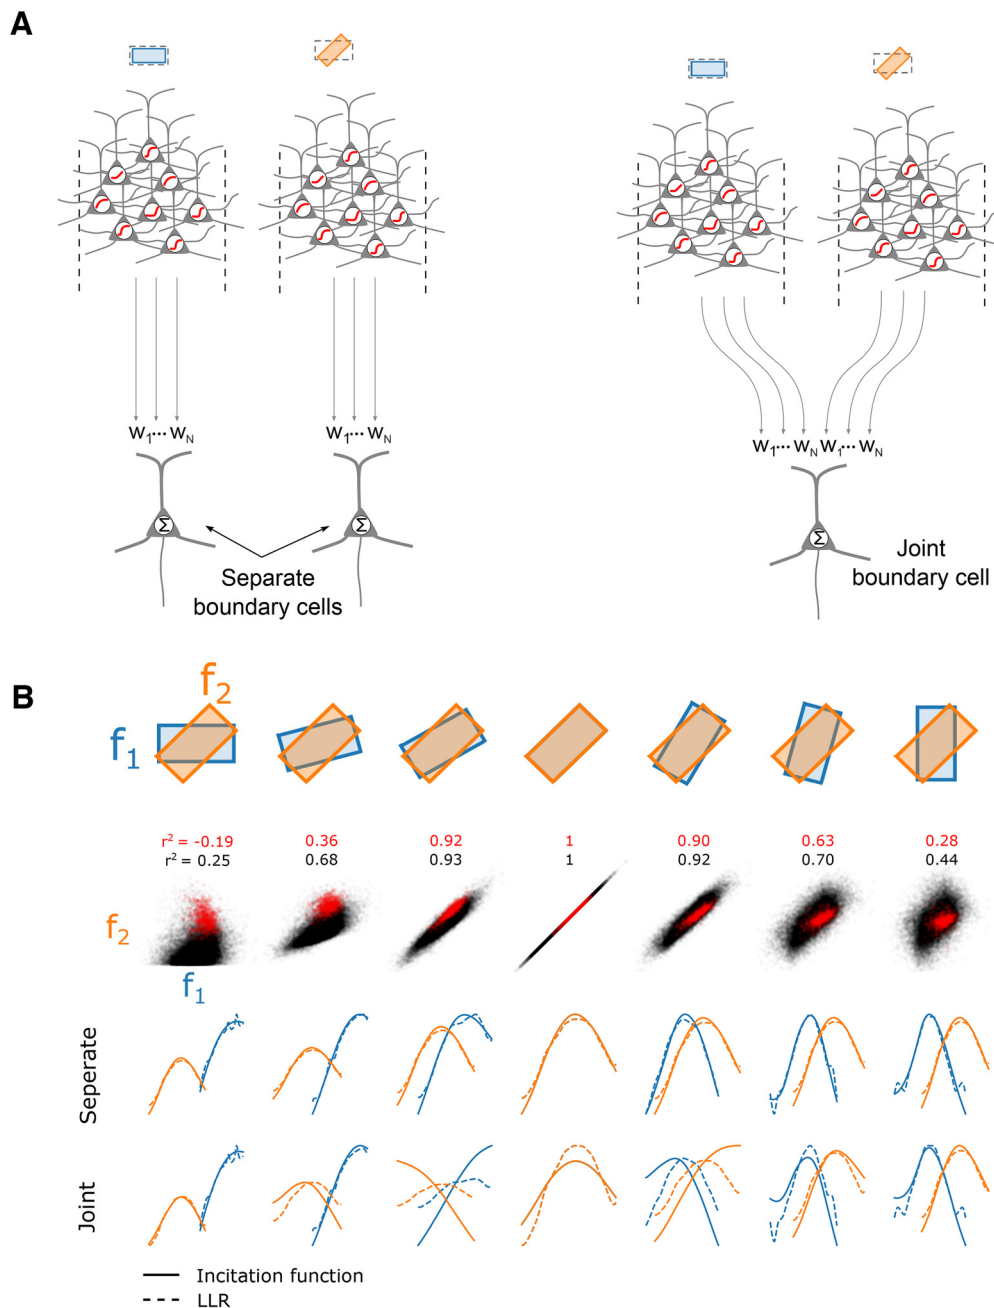 A
W1··· WN
W1··· WN
W1··· WN W1··· WN
Σ
Σ
Σ
Separate
boundary cells
Joint
boundary cell
B
f2
f1
r² = -0.19 0.36 0.92 1 0.90 0.63 0.28
r² = 0.25 0.68 0.93 1 0.92 0.70 0.44
f2
f1
Seperate
Joint
Incitation function
LLR